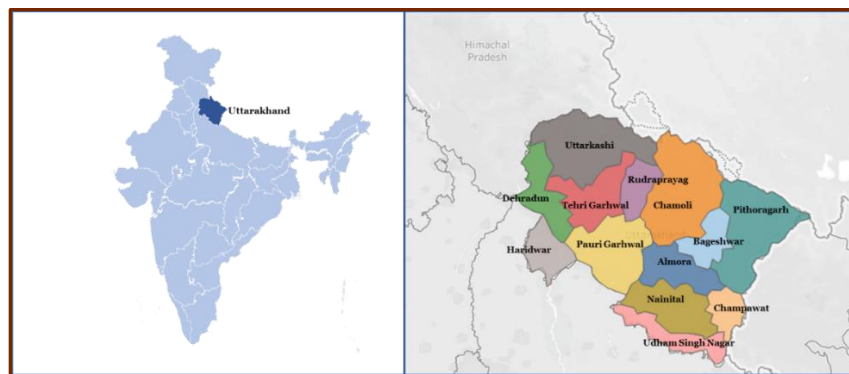 Uttarakhand
Himachal
Pradesh
Uttarkashi
Rudraprayag
Dehradun
Tehri Garhwal
Chamoli
Pithoragarh
Haridwar
Pauri Garhwal
Bageshwar
Almora
Nainital
Champawat
Udham Singh Nagar